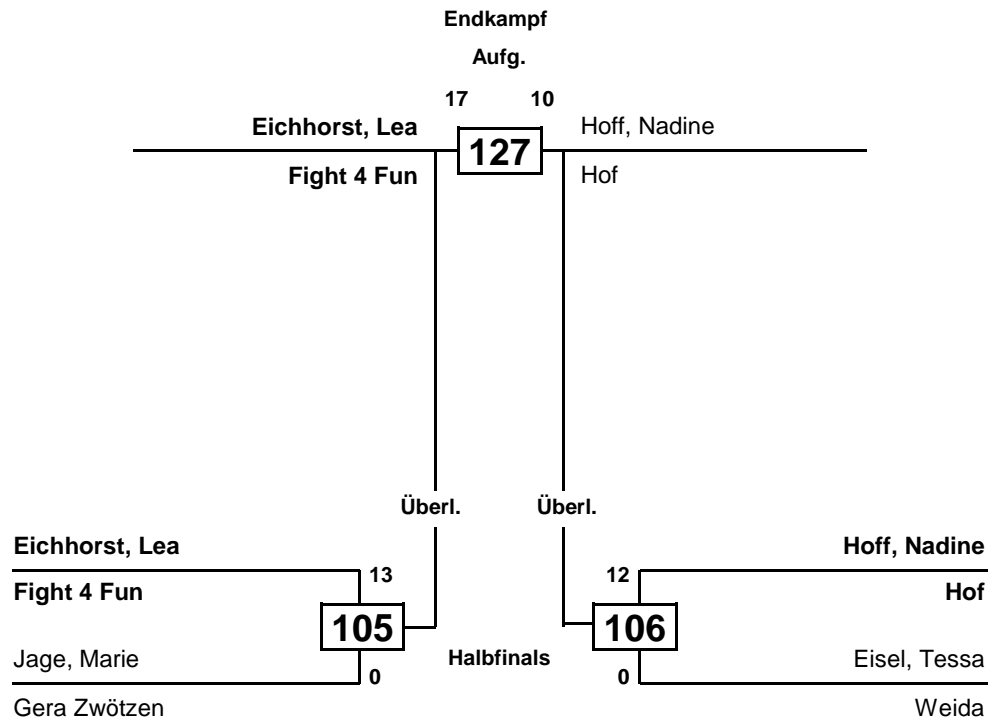 Endkampf
Aufg.
17 10
Eichhorst, Lea 127 Hoff, Nadine
Fight 4 Fun Hof
Überl. Überl.
Eichhorst, Lea Hoff, Nadine
13 12
Fight 4 Fun Hof
105 106
Jage, Marie Halbfinals Eisel, Tessa
0 0
Gera Zwötzen Weida